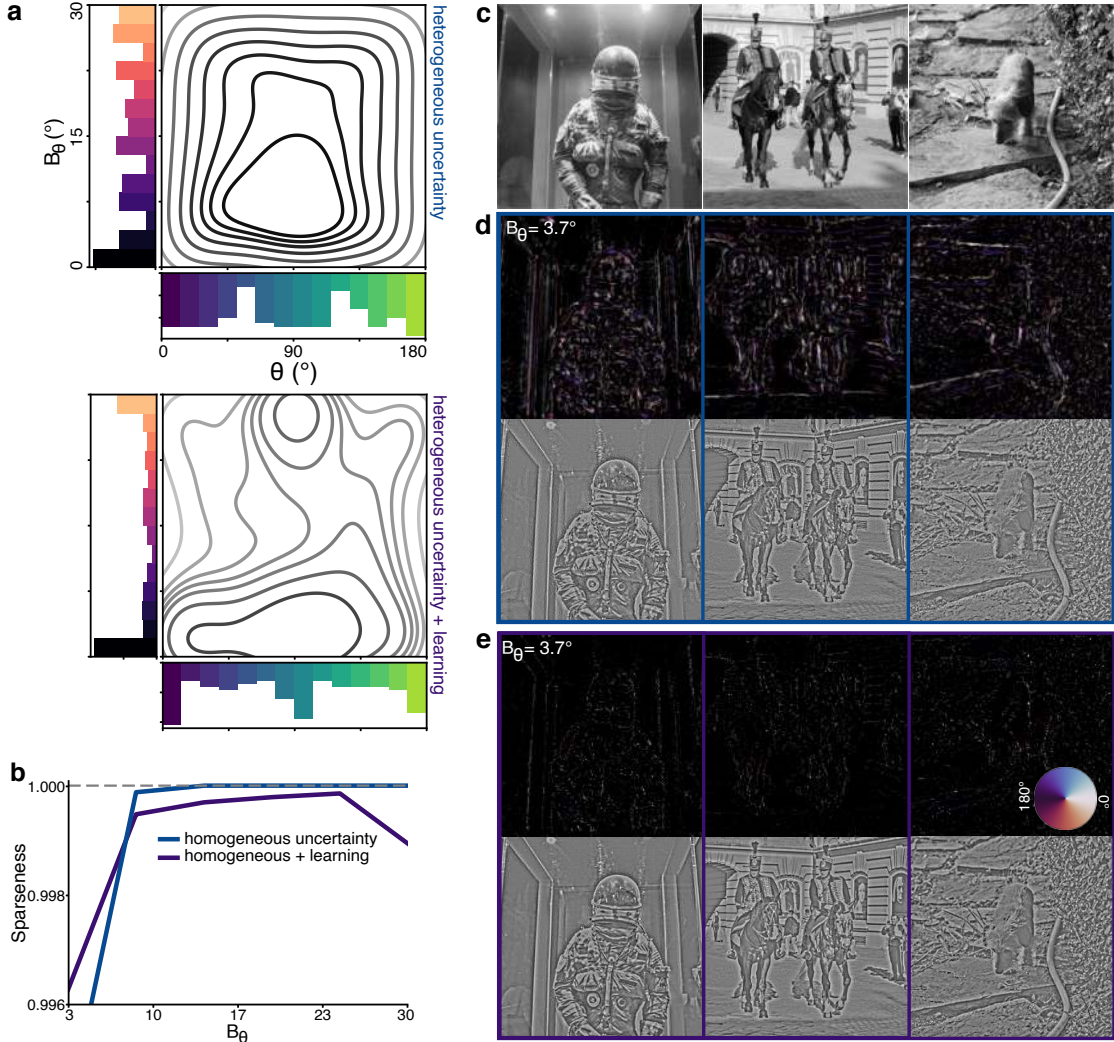 a
30
15
0
Bθ (°)
heterogeneous uncertainty
0
90
180
θ (°)
heterogeneous uncertainty + learning
b
1.000
0.998
0.996
Sparseness
homogeneous uncertainty
homogeneous + learning
3
10
17
23
30
Bθ
c
d
Bθ= 3.7°
e
Bθ= 3.7°
180°
0°